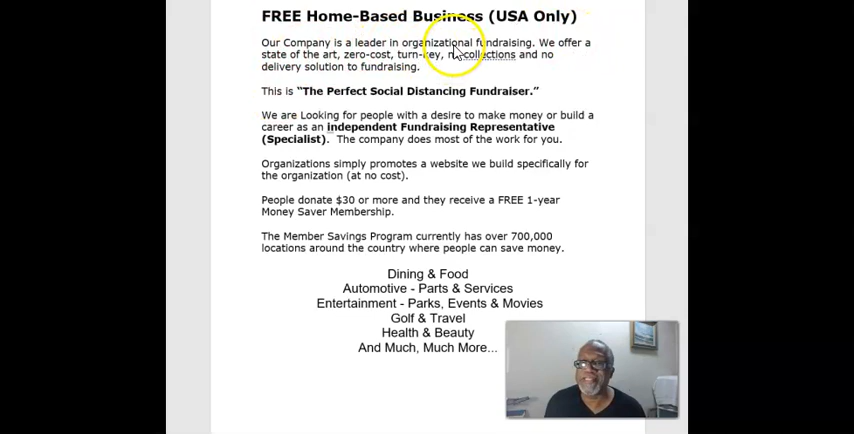 FREE Home-Based Business (USA Only)
Our Company is a leader in organizational fundraising. We offer a
state of the art, zero-cost, turn-key, no collections and no
delivery solution to fundraising.
This is “The Perfect Social Distancing Fundraiser.”
We are Looking for people with a desire to make money or build a
career as an independent Fundraising Representative
(Specialist). The company does most of the work for you.
Organizations simply promotes a website we build specifically for
the organization (at no cost).
People donate $30 or more and they receive a FREE 1-year
Money Saver Membership.
The Member Savings Program currently has over 700,000
locations around the country where people can save money.
Dining & Food
Automotive - Parts & Services
Entertainment - Parks, Events & Movies
Golf & Travel
Health & Beauty
And Much, Much More...